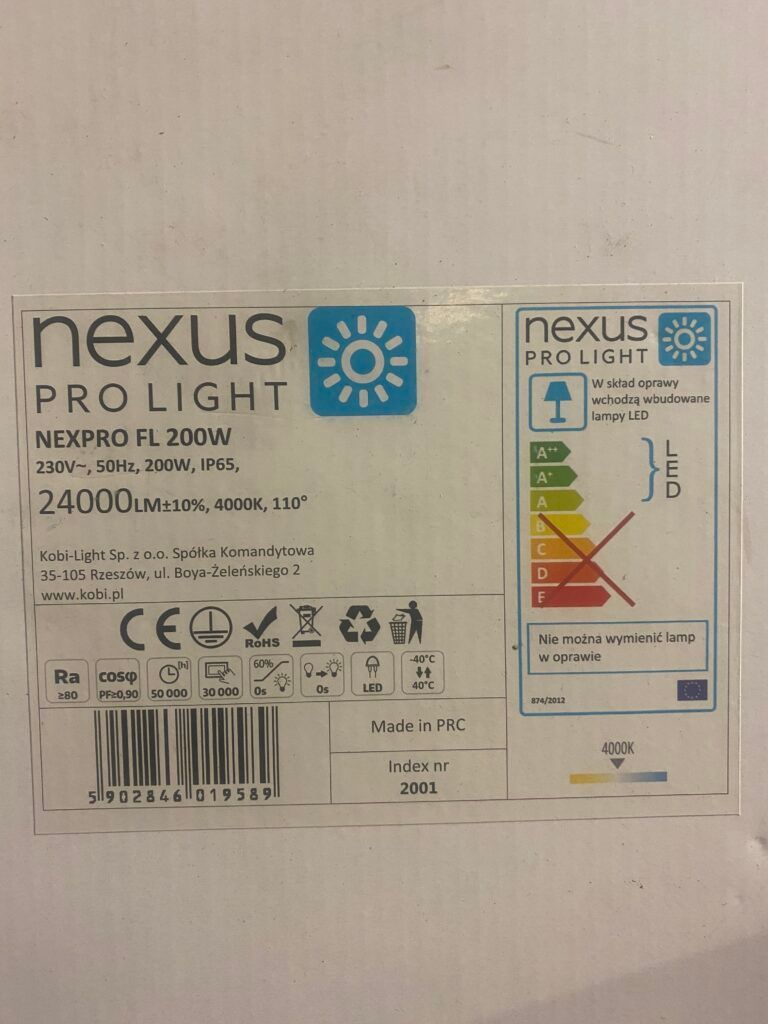 nexus
PRO LIGHT
NEXPRO FL 200W
230V~, 50Hz, 200W, IP65,
24000LM±10%, 4000K, 110°
Kobi-Light Sp. z o.o. Spółka Komandytowa
35-105 Rzeszów, ul. Boya-Żeleńskiego 2
www.kobi.pl
CE RoHS
Ra cosφ [h] 60% -40°C
≥80 PF≥0,90 50 000 30 000 0s 0s LED 40°C
5 902846 019589
Made in PRC
Index nr
2001
nexus
PRO LIGHT
W skład oprawy
wchodzą wbudowane
lampy LED
A++
A+
A
B
C
D
E
LED
Nie można wymienić lamp
w oprawie
874/2012
4000K